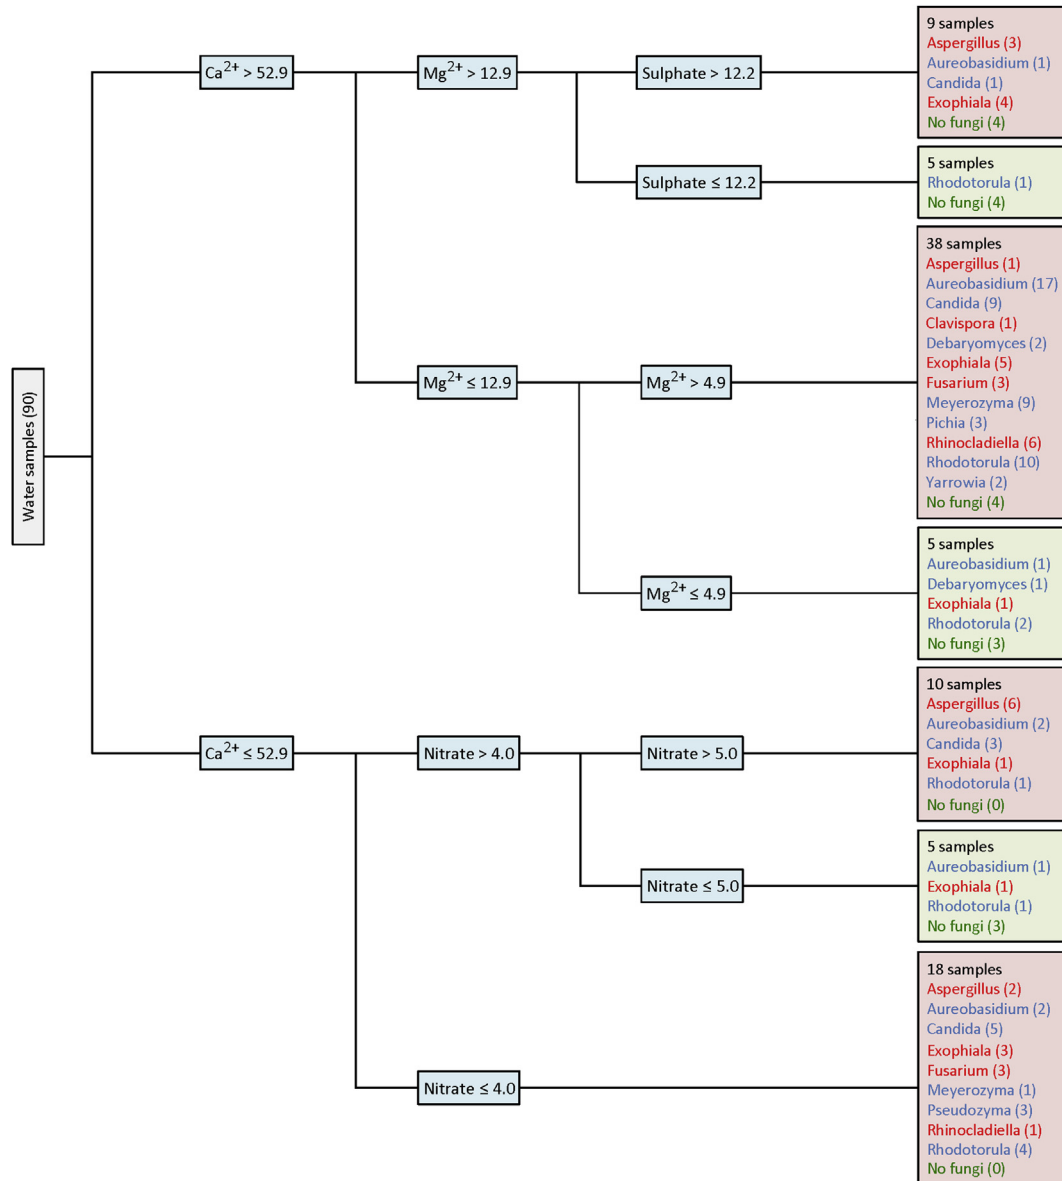 Water samples (90)
Ca2+ > 52.9
Mg2+ > 12.9
Sulphate > 12.2
9 samples
Aspergillus (3)
Aureobasidium (1)
Candida (1)
Exophiala (4)
No fungi (4)
Sulphate ≤ 12.2
5 samples
Rhodotorula (1)
No fungi (4)
Mg2+ ≤ 12.9
Mg2+ > 4.9
38 samples
Aspergillus (1)
Aureobasidium (17)
Candida (9)
Clavispora (1)
Debaryomyces (2)
Exophiala (5)
Fusarium (3)
Meyerozyma (9)
Pichia (3)
Rhinocladiella (6)
Rhodotorula (10)
Yarrowia (2)
No fungi (4)
Mg2+ ≤ 4.9
5 samples
Aureobasidium (1)
Debaryomyces (1)
Exophiala (1)
Rhodotorula (2)
No fungi (3)
Ca2+ ≤ 52.9
Nitrate > 4.0
Nitrate > 5.0
10 samples
Aspergillus (6)
Aureobasidium (2)
Candida (3)
Exophiala (1)
Rhodotorula (1)
No fungi (0)
Nitrate ≤ 5.0
5 samples
Aureobasidium (1)
Exophiala (1)
Rhodotorula (1)
No fungi (3)
Nitrate ≤ 4.0
18 samples
Aspergillus (2)
Aureobasidium (2)
Candida (5)
Exophiala (3)
Fusarium (3)
Meyerozyma (1)
Pseudozyma (3)
Rhinocladiella (1)
Rhodotorula (4)
No fungi (0)